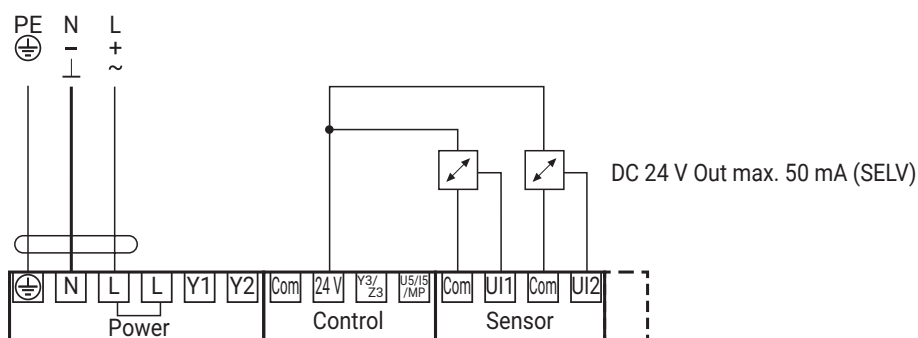 PE N L
– +
⊥ ~
DC 24 V Out max. 50 mA (SELV)
N L L Y1 Y2 Com 24 V Y3/Z3 U5/I5/MP Com UI1 Com UI2
Power Control Sensor